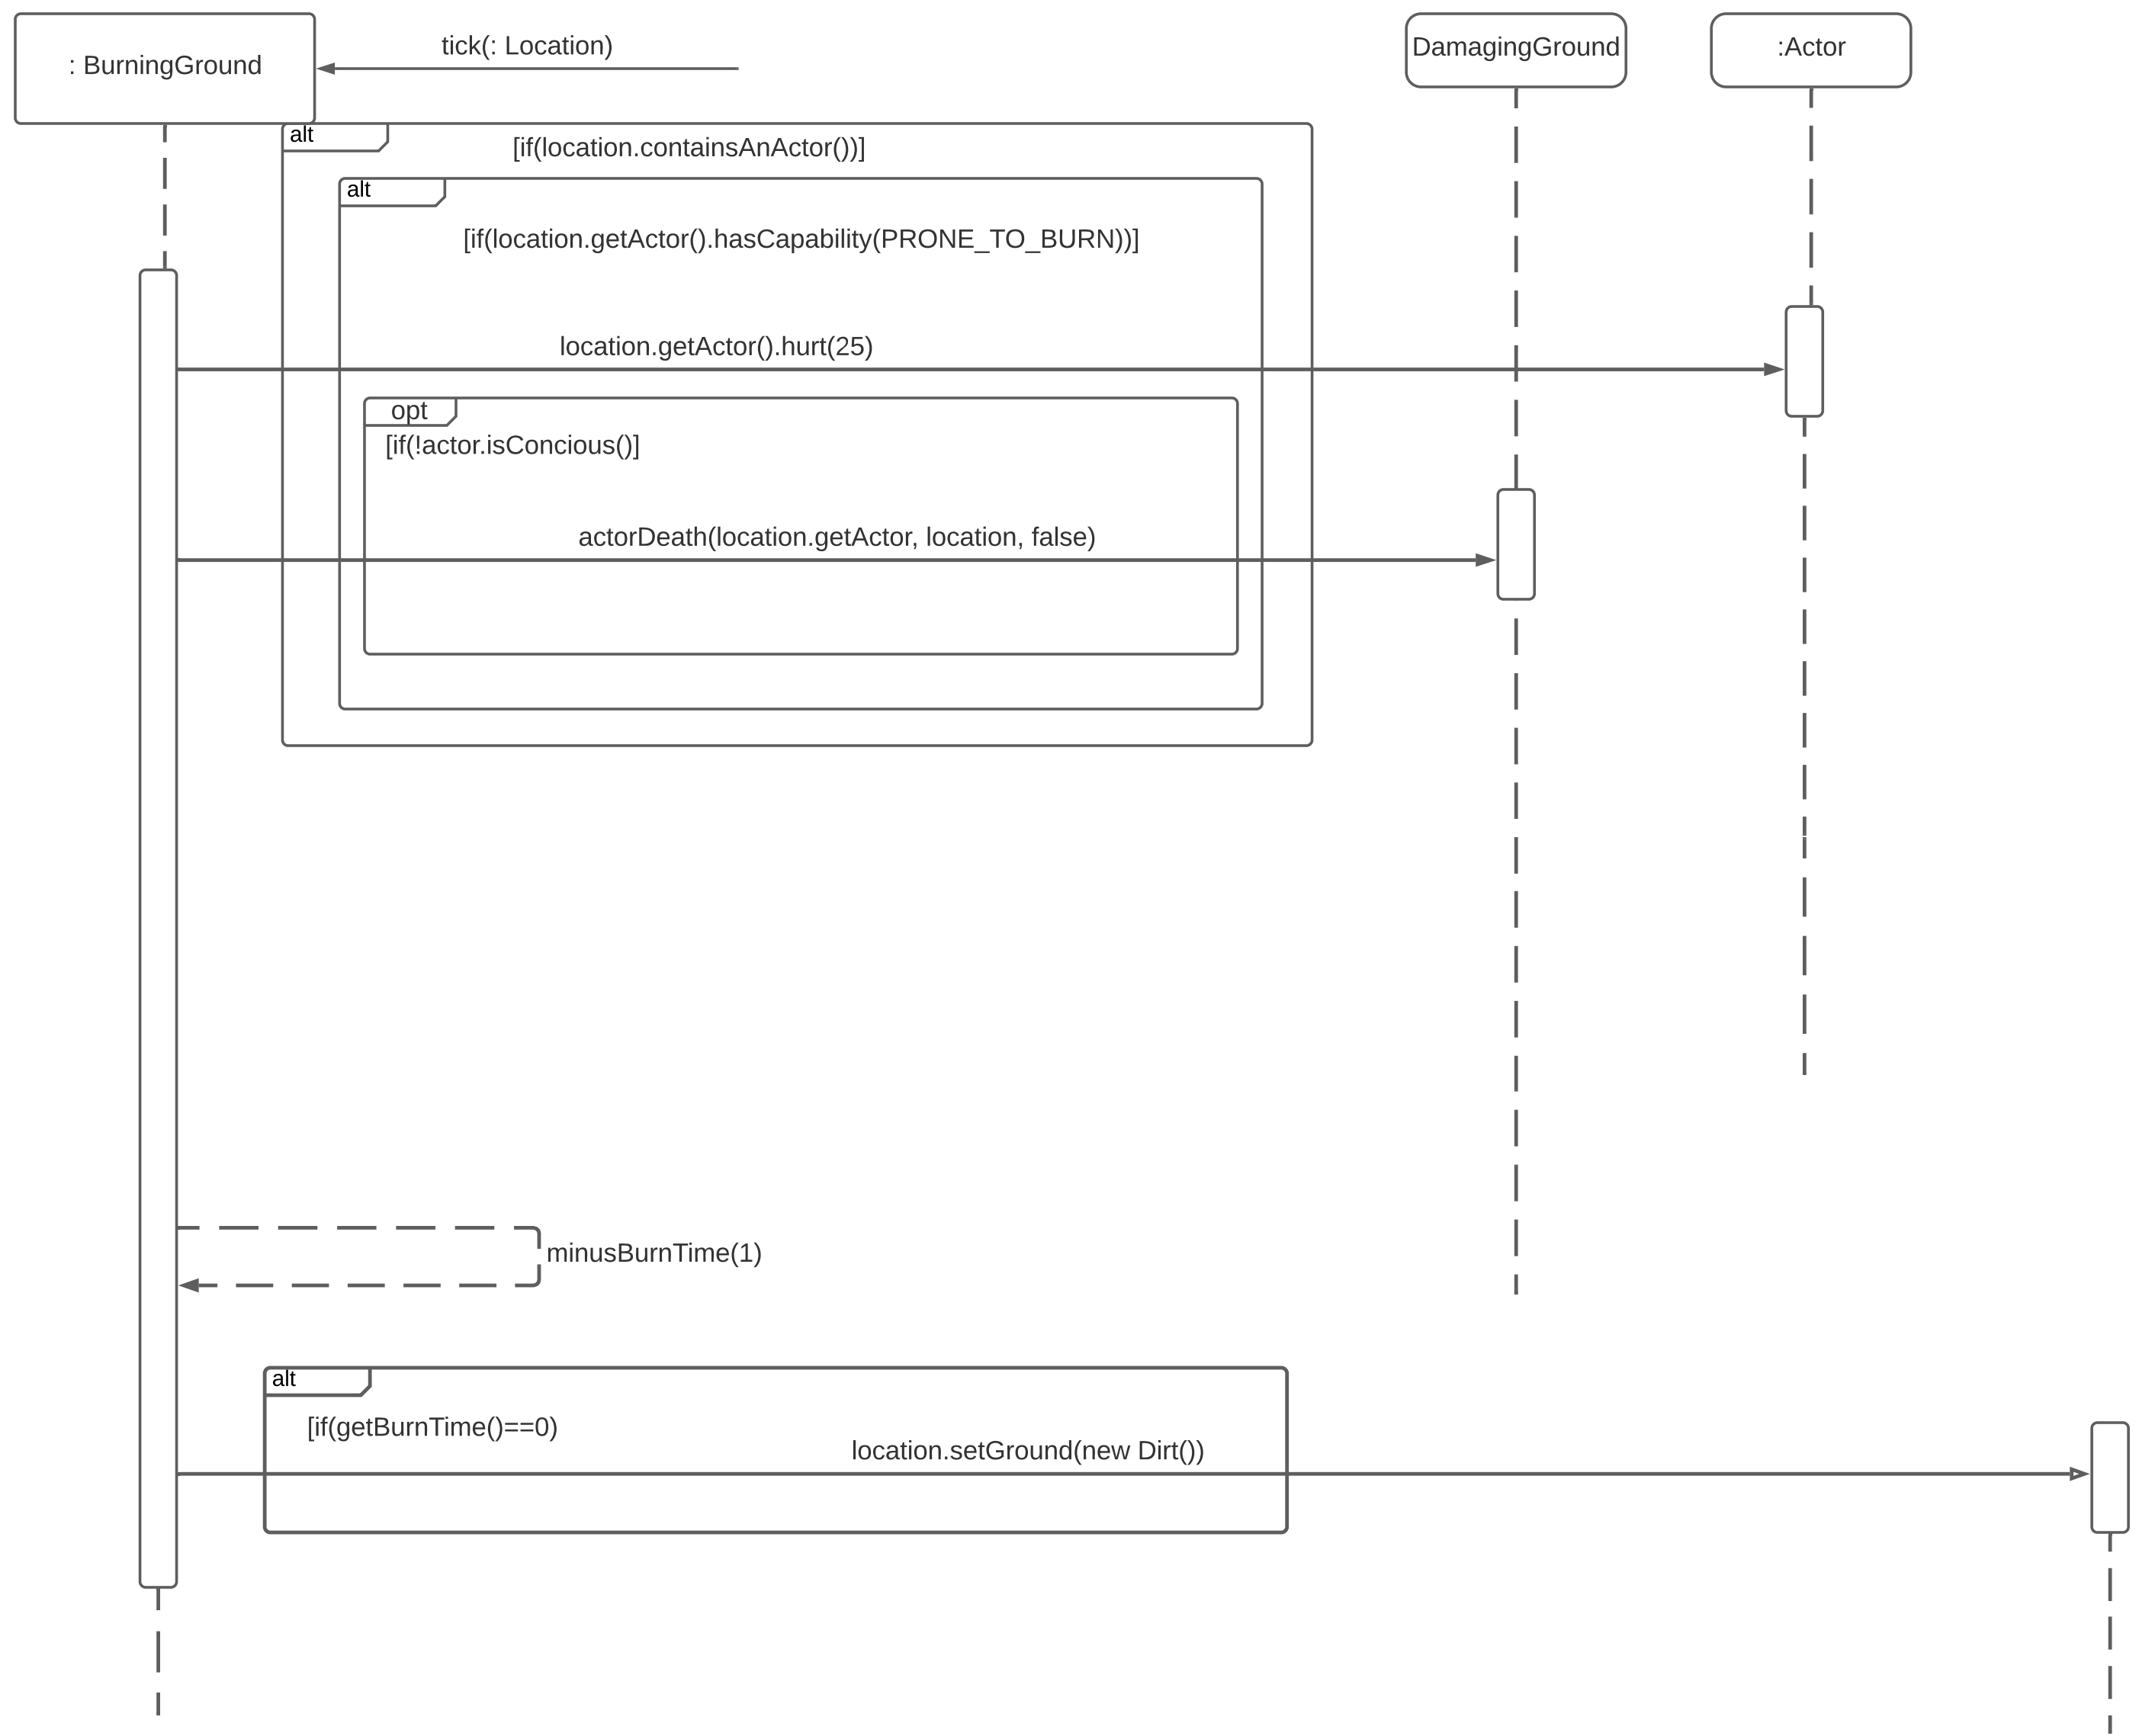 : BurningGround
tick(: Location)
DamagingGround
:Actor
alt
[if(location.containsAnActor())]
alt
[if(location.getActor().hasCapability(PRONE_TO_BURN))]
location.getActor().hurt(25)
opt
[if(!actor.isConcious()]
actorDeath(location.getActor, location, false)
minusBurnTime(1)
alt
[if(getBurnTime()==0)
location.setGround(new Dirt())